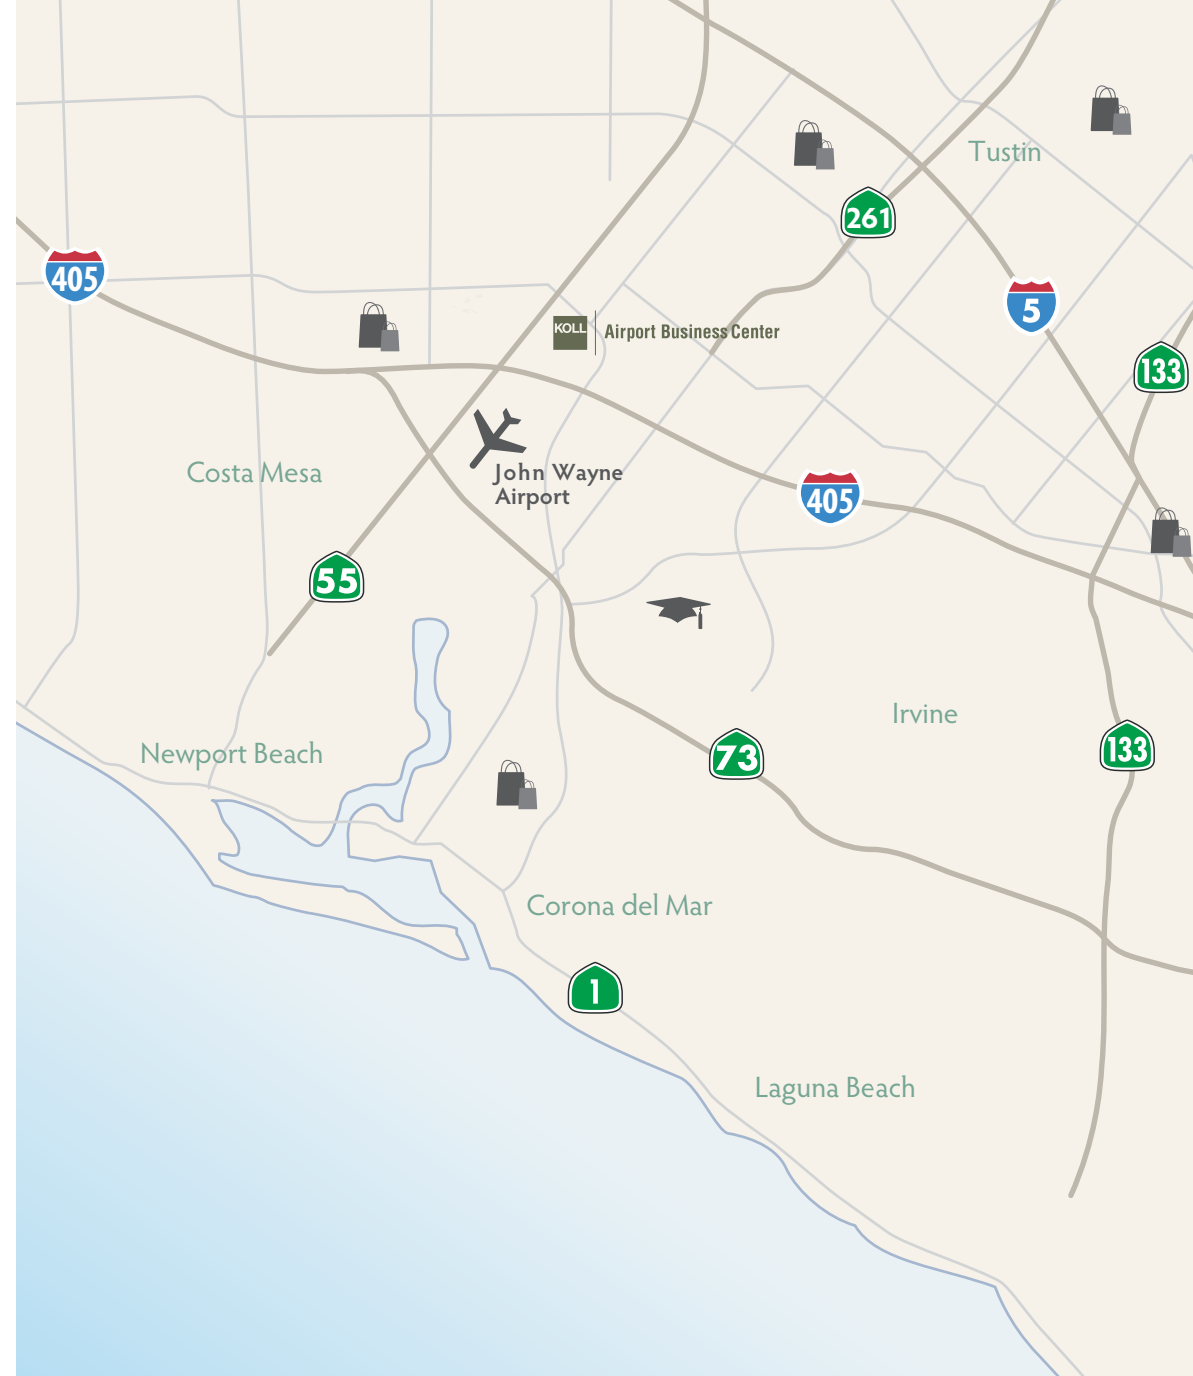 Tustin
261
405
5
KOLL
Airport Business Center
133
Costa Mesa
John Wayne
Airport
405
55
Irvine
Newport Beach
73
133
Corona del Mar
1
Laguna Beach